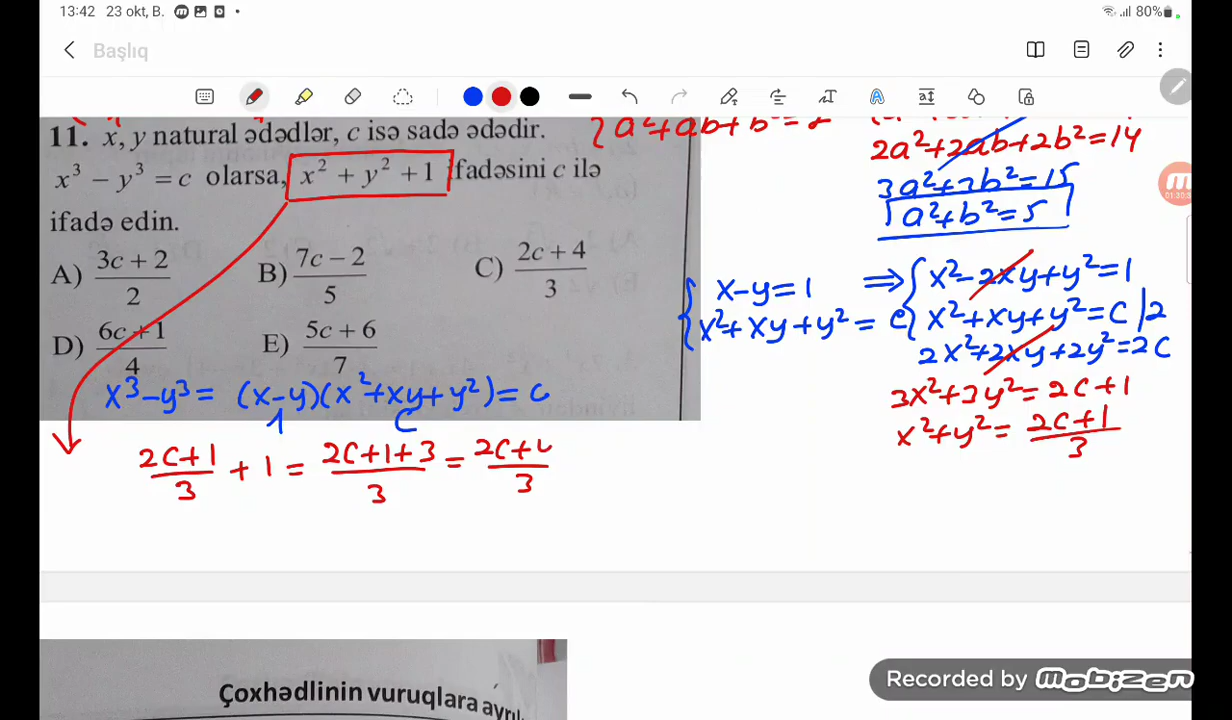 13:42 23 okt, B.
80%
Başlıq
11. x, y natural ədədlər, c isə sadə ədədir.
x³ − y³ = c olarsa, x² + y² + 1 ifadəsini c ilə
ifadə edin.
A) (3c + 2)/2 B) (7c − 2)/5 C) (2c + 4)/3
D) (6c + 1)/4 E) (5c + 6)/7
x³−y³ = (x−y)(x²+xy+y²) = c
1 c
(2c+1)/3 + 1 = (2c+1+3)/3 = (2c+4)/3
2a²+2ab+2b²=14
3a²+3b²=15
a²+b²=5
{ x−y=1 ⇒ { x²−2xy+y²=1
x²+xy+y²= c x²+xy+y²=c |2
2x²+2xy+2y²=2c
3x²+3y²=2c+1
x²+y²= (2c+1)/3
Çoxhədlinin vuruqlara
Recorded by
mobizen